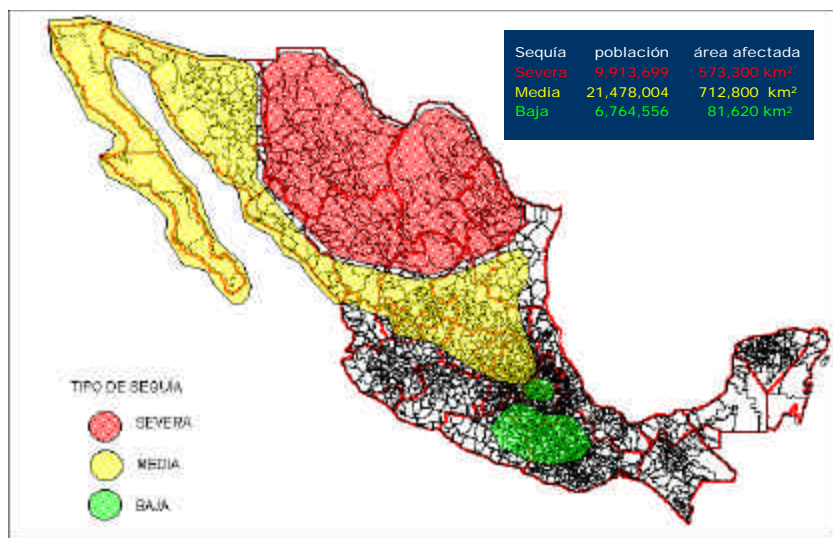 Sequía población área afectada
Severa 9,913,699 573,300 km²
Media 21,478,004 712,800 km²
Baja 6,764,556 81,620 km²
TIPO DE SEQUÍA
SEVERA
MEDIA
BAJA